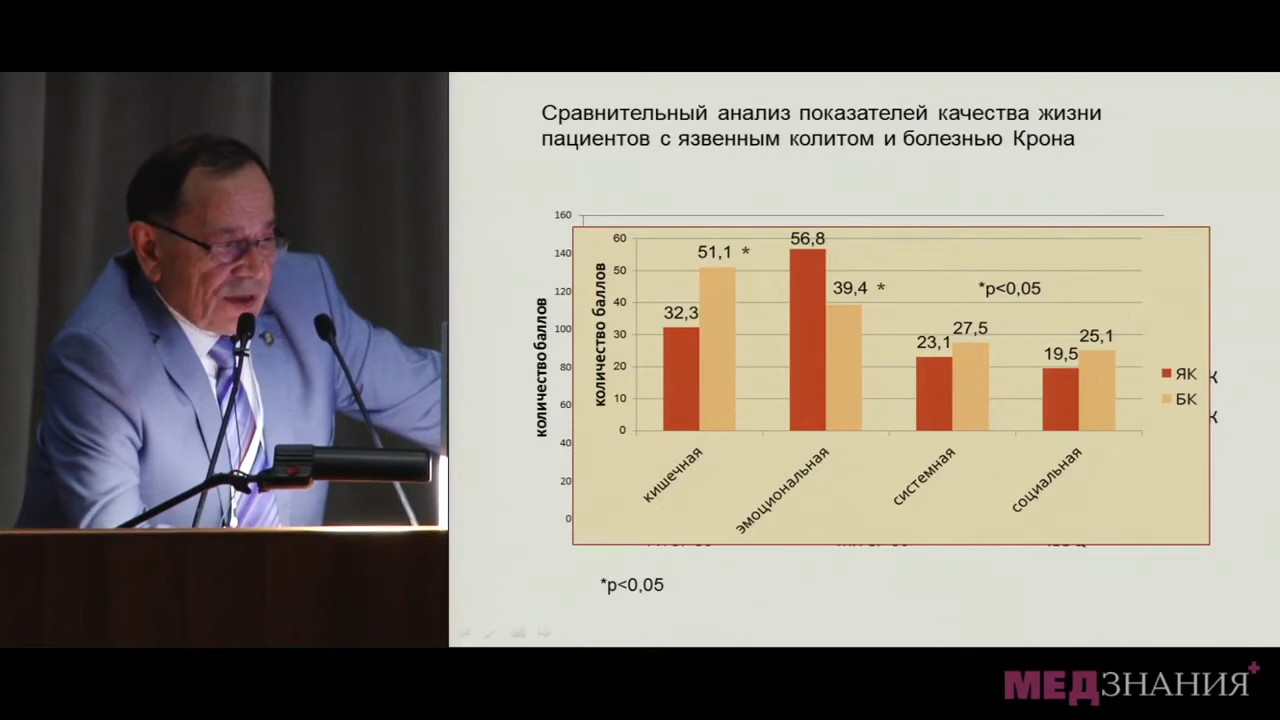 Сравнительный анализ показателей качества жизни
пациентов с язвенным колитом и болезнью Крона
160
140
120
100
80
60
40
20
0
количество баллов
60
50
40
30
20
10
0
количество баллов
32,3
51,1 *
56,8
39,4 *
23,1
27,5
19,5
25,1
*p<0,05
ЯК
БК
кишечная
эмоциональная
системная
социальная
*p<0,05
МЕДЗНАНИЯ+